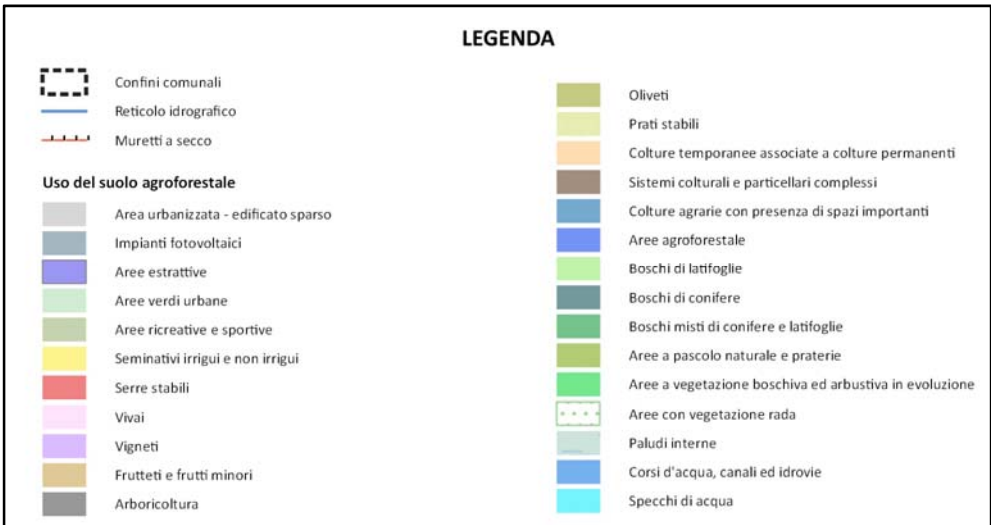 LEGENDA
Confini comunali
Reticolo idrografico
Muretti a secco
Uso del suolo agroforestale
Area urbanizzata - edificato sparso
Impianti fotovoltaici
Aree estrattive
Aree verdi urbane
Aree ricreative e sportive
Seminativi irrigui e non irrigui
Serre stabili
Vivai
Vigneti
Frutteti e frutti minori
Arboricoltura
Oliveti
Prati stabili
Colture temporanee associate a colture permanenti
Sistemi colturali e particellari complessi
Colture agrarie con presenza di spazi importanti
Aree agroforestale
Boschi di latifoglie
Boschi di conifere
Boschi misti di conifere e latifoglie
Aree a pascolo naturale e praterie
Aree a vegetazione boschiva ed arbustiva in evoluzione
Aree con vegetazione rada
Paludi interne
Corsi d'acqua, canali ed idrovie
Specchi di acqua